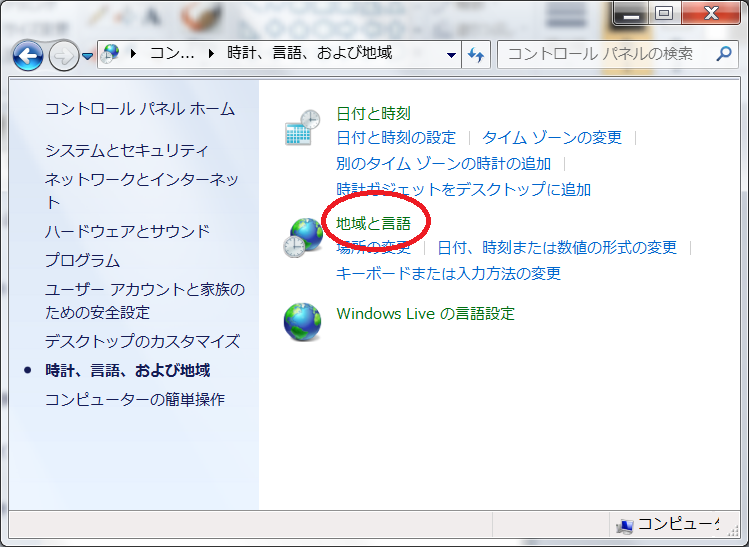 コン... 時計、言語、および地域
コントロール パネルの検索
コントロール パネル ホーム
システムとセキュリティ
ネットワークとインターネッ
ト
ハードウェアとサウンド
プログラム
ユーザー アカウントと家族の
ための安全設定
デスクトップのカスタマイズ
時計、言語、および地域
コンピューターの簡単操作
日付と時刻
日付と時刻の設定 タイム ゾーンの変更
別のタイム ゾーンの時計の追加
時計ガジェットをデスクトップに追加
地域と言語
場所の変更 日付、時刻または数値の形式の変更
キーボードまたは入力方法の変更
Windows Live の言語設定
コンピュータ